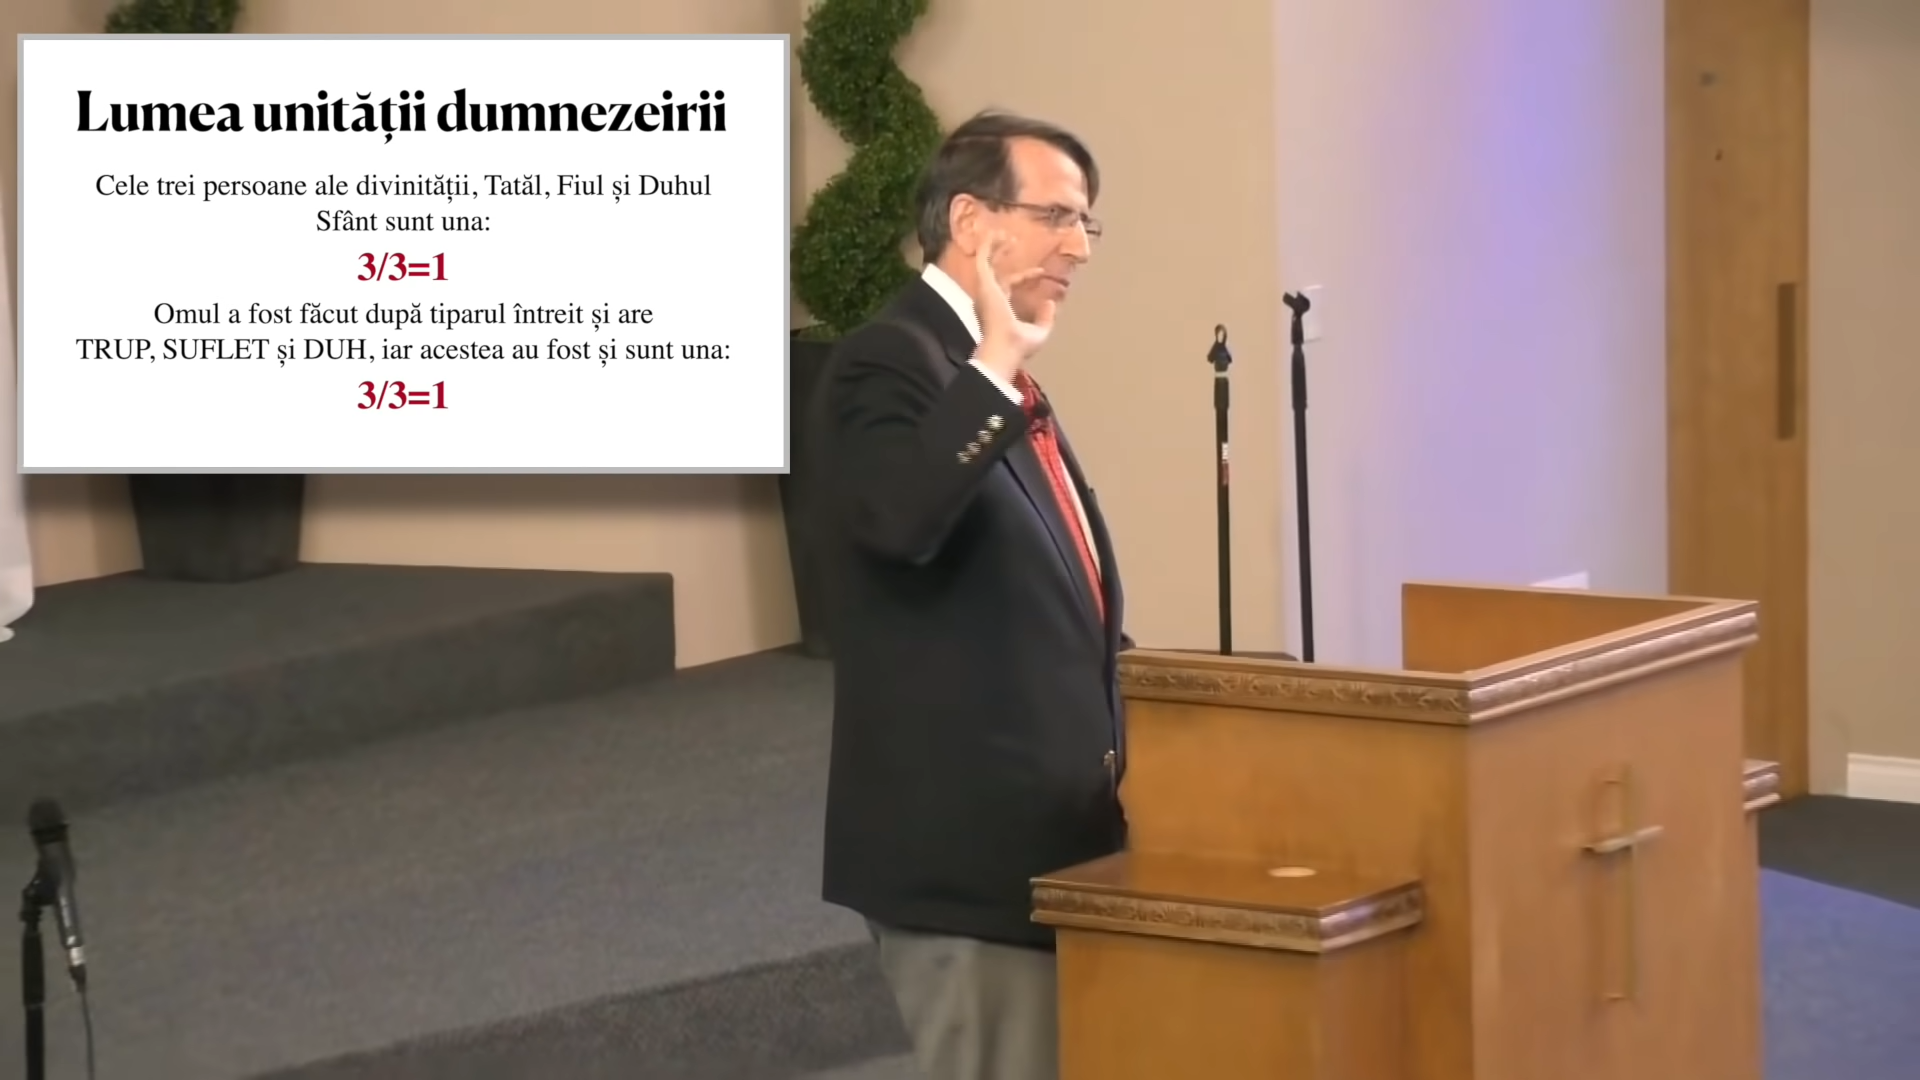 Lumea unității dumnezeirii
Cele trei persoane ale divinității, Tatăl, Fiul și Duhul
Sfânt sunt una:
3/3=1
Omul a fost făcut după tiparul întreit și are
TRUP, SUFLET și DUH, iar acestea au fost și sunt una:
3/3=1